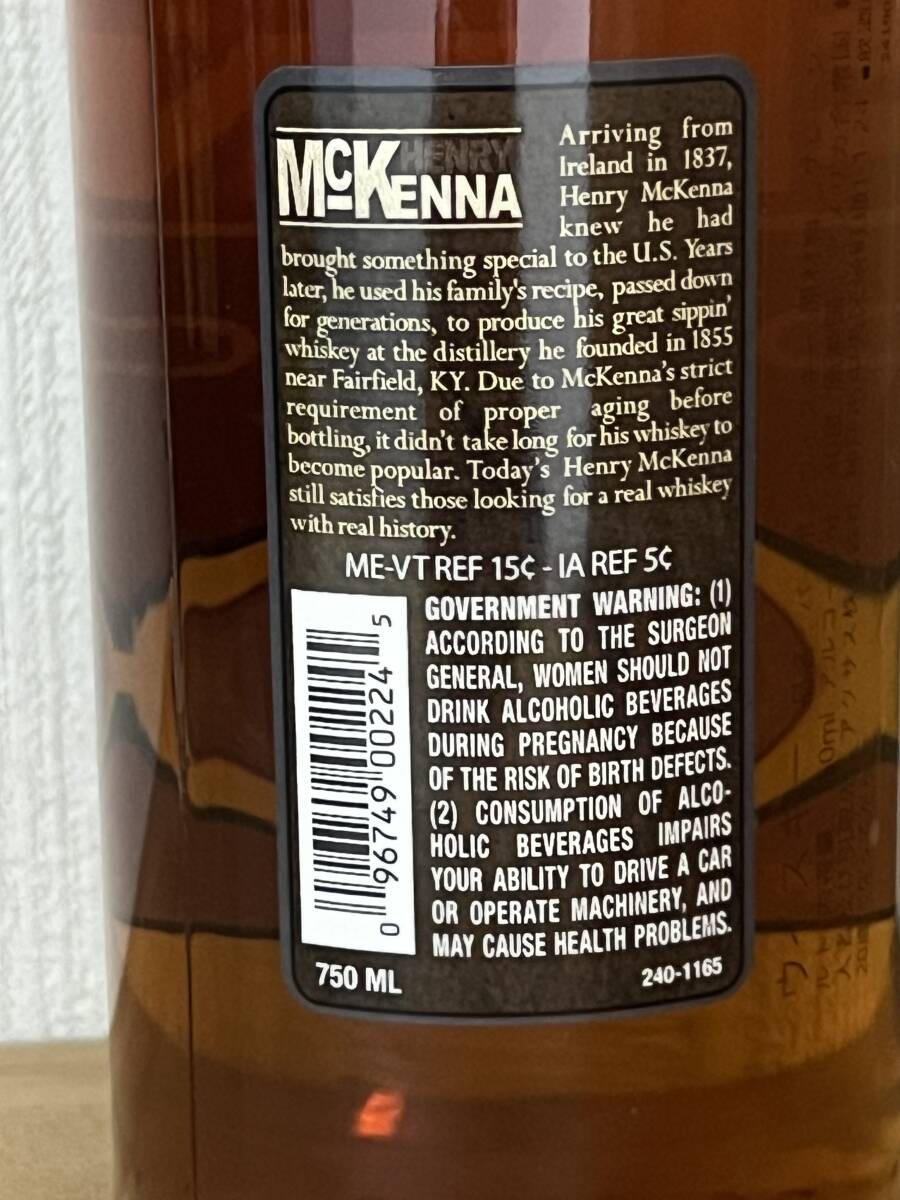 HENRY
McKENNA
Arriving from
Ireland in 1837,
Henry McKenna
knew he had
brought something special to the U.S. Years
later, he used his family's recipe, passed down
for generations, to produce his great sippin'
whiskey at the distillery he founded in 1855
near Fairfield, KY. Due to McKenna's strict
requirement of proper aging before
bottling, it didn't take long for his whiskey to
become popular. Today's Henry McKenna
still satisfies those looking for a real whiskey
with real history.
ME-VT REF 15¢ - IA REF 5¢
0 96749 00224 5
GOVERNMENT WARNING: (1)
ACCORDING TO THE SURGEON
GENERAL, WOMEN SHOULD NOT
DRINK ALCOHOLIC BEVERAGES
DURING PREGNANCY BECAUSE
OF THE RISK OF BIRTH DEFECTS.
(2) CONSUMPTION OF ALCO-
HOLIC BEVERAGES IMPAIRS
YOUR ABILITY TO DRIVE A CAR
OR OPERATE MACHINERY, AND
MAY CAUSE HEALTH PROBLEMS.
750 ML
240-1165